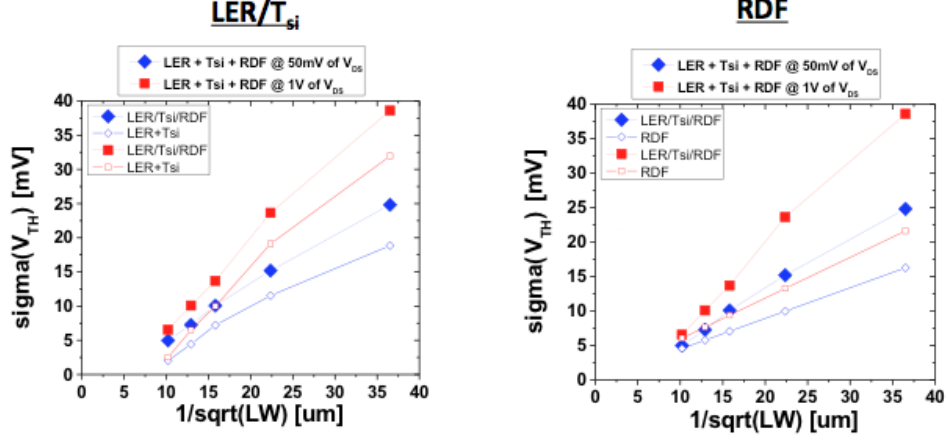 LER/Tsi
LER + Tsi + RDF @ 50mV of VDS
LER + Tsi + RDF @ 1V of VDS
LER/Tsi/RDF
LER+Tsi
LER/Tsi/RDF
LER+Tsi
sigma(VTH) [mV]
40
35
30
25
20
15
10
5
0
0 5 10 15 20 25 30 35 40
1/sqrt(LW) [um]
RDF
LER + Tsi + RDF @ 50mV of VDS
LER + Tsi + RDF @ 1V of VDS
LER/Tsi/RDF
RDF
LER/Tsi/RDF
RDF
sigma(VTH) [mV]
40
35
30
25
20
15
10
5
0
0 5 10 15 20 25 30 35 40
1/sqrt(LW) [um]